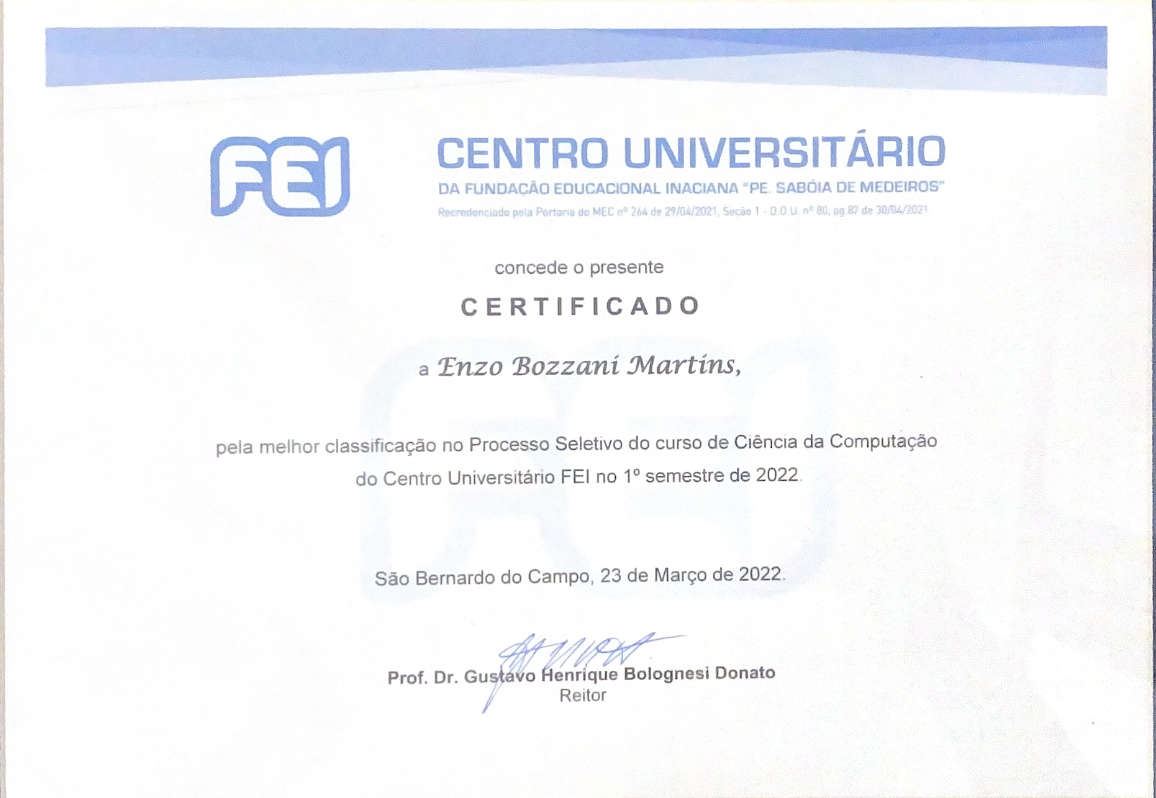 FEI
CENTRO UNIVERSITÁRIO
DA FUNDAÇÃO EDUCACIONAL INACIANA "PE. SABÓIA DE MEDEIROS"
Recredenciado pela Portaria do MEC nº 264 de 29/04/2021, Seção 1 - D.O.U. nº 80, pg.87 de 30/04/2021
concede o presente
CERTIFICADO
a Enzo Bozzani Martins,
pela melhor classificação no Processo Seletivo do curso de Ciência da Computação
do Centro Universitário FEI no 1º semestre de 2022.
São Bernardo do Campo, 23 de Março de 2022.
Prof. Dr. Gustavo Henrique Bolognesi Donato
Reitor